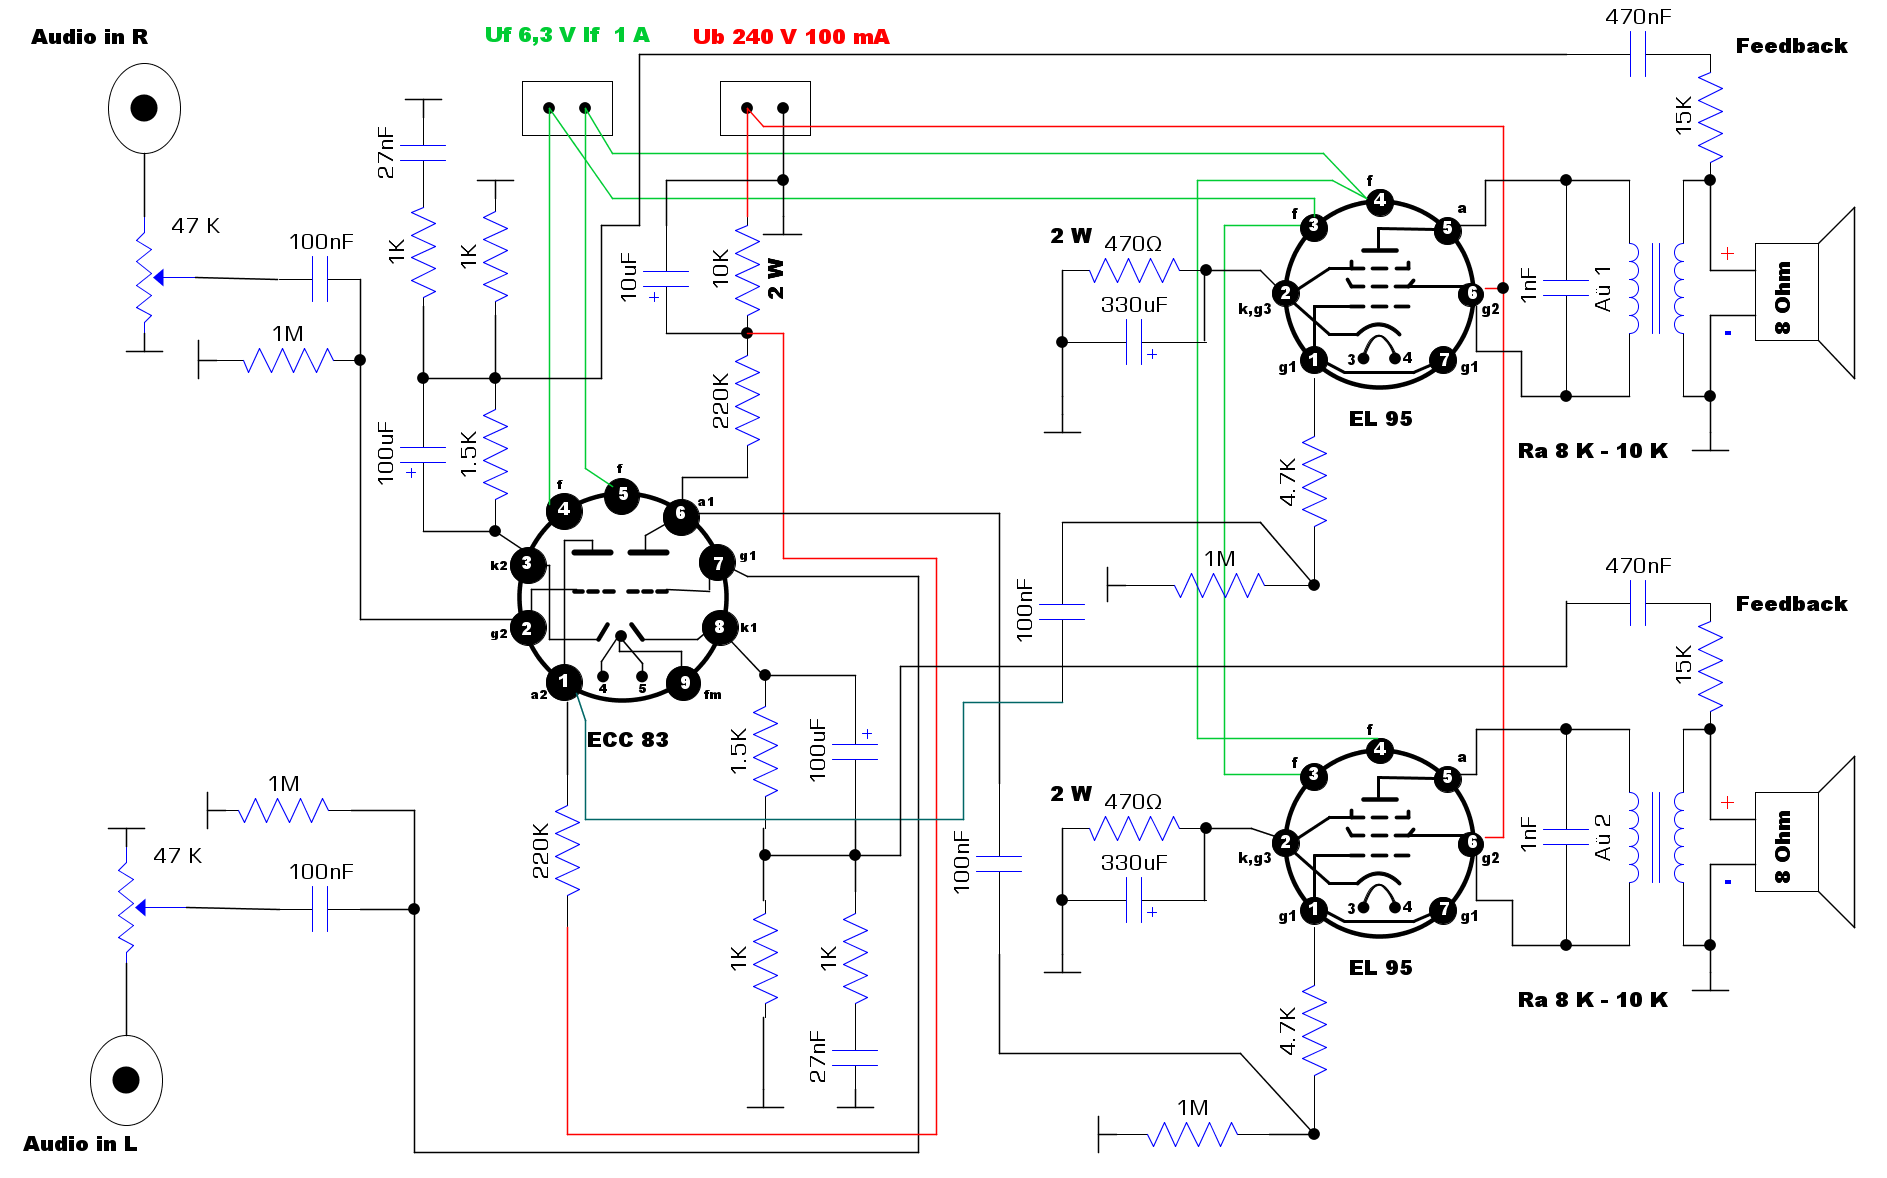 470nF
Audio in R
Uf 6,3 V If 1 A
Ub 240 V 100 mA
Feedback
15K
27nF
47 K
100nF
1K
1K
10uF
+
10K
2 W
2 W
470Ω
330uF
+
f
f
4
3
5
a
2
k,g3
6
g2
1
g1
3
4
7
g1
EL 95
1nF
Aü 1
+
-
8 Ohm
Ra 8 K - 10 K
1M
100uF
+
1.5K
220K
4.7K
f
f
4
5
6
a1
3
k2
7
g1
2
g2
8
k1
1
a2
4
5
9
fm
ECC 83
1M
100nF
470nF
Feedback
15K
1.5K
100uF
+
1M
47 K
100nF
220K
100nF
1K
1K
27nF
2 W
470Ω
330uF
+
f
f
4
3
5
a
2
k,g3
6
g2
1
g1
3
4
7
g1
EL 95
1nF
Aü 2
+
-
8 Ohm
Ra 8 K - 10 K
4.7K
1M
Audio in L